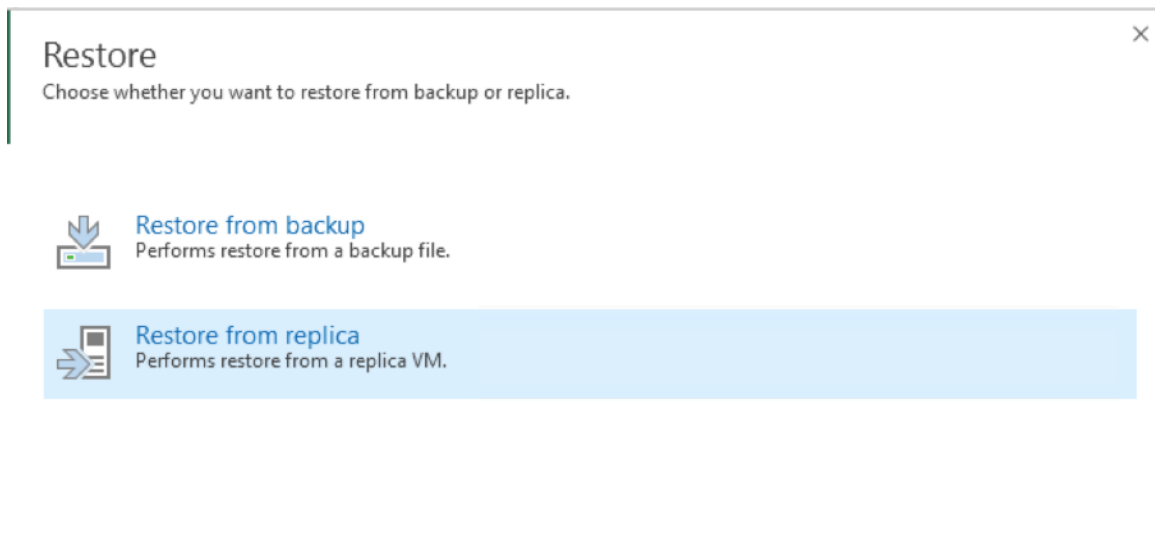 Restore
Choose whether you want to restore from backup or replica.
Restore from backup
Performs restore from a backup file.
Restore from replica
Performs restore from a replica VM.